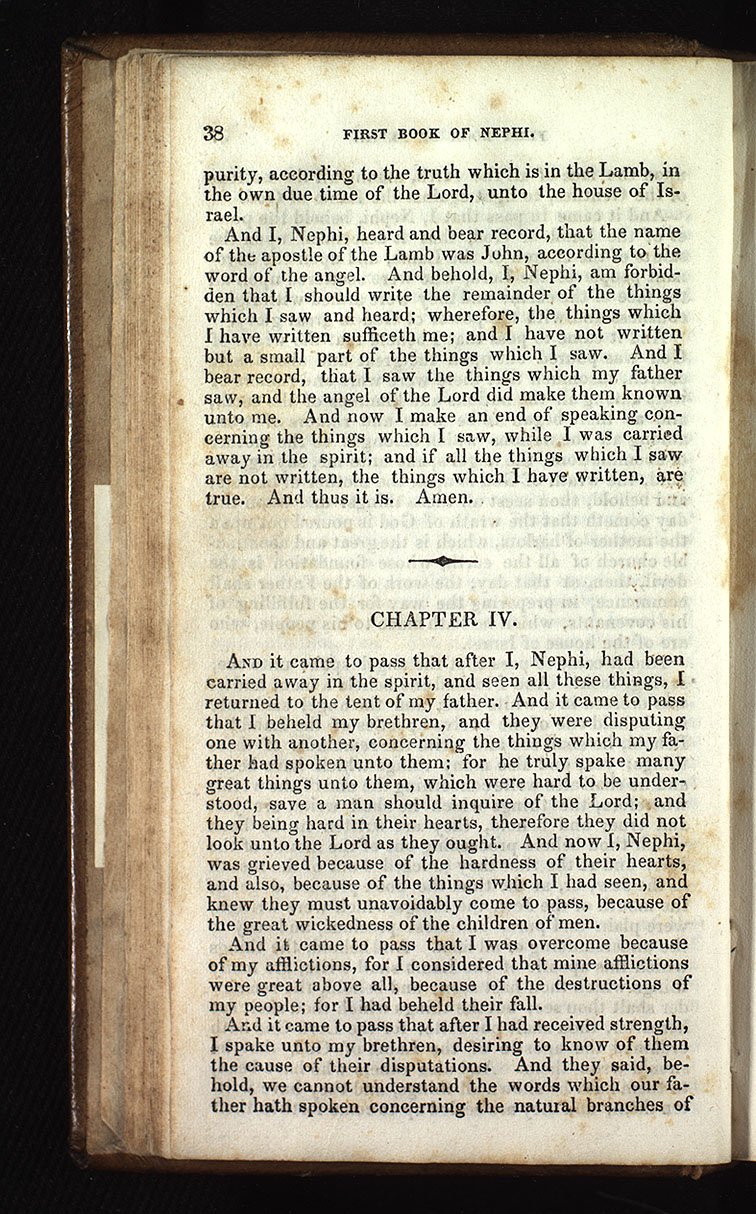 38 FIRST BOOK OF NEPHI.
purity, according to the truth which is in the Lamb, in
the own due time of the Lord, unto the house of Is-
rael.
And I, Nephi, heard and bear record, that the name
of the apostle of the Lamb was John, according to the
word of the angel. And behold, I, Nephi, am forbid-
den that I should write the remainder of the things
which I saw and heard; wherefore, the things which
I have written sufficeth me; and I have not written
but a small part of the things which I saw. And I
bear record, that I saw the things which my father
saw, and the angel of the Lord did make them known
unto me. And now I make an end of speaking con-
cerning the things which I saw, while I was carried
away in the spirit; and if all the things which I saw
are not written, the things which I have written, are
true. And thus it is. Amen.
CHAPTER IV.
AND it came to pass that after I, Nephi, had been
carried away in the spirit, and seen all these things, I
returned to the tent of my father. And it came to pass
that I beheld my brethren, and they were disputing
one with another, concerning the things which my fa-
ther had spoken unto them; for he truly spake many
great things unto them, which were hard to be under-
stood, save a man should inquire of the Lord; and
they being hard in their hearts, therefore they did not
look unto the Lord as they ought. And now I, Nephi,
was grieved because of the hardness of their hearts,
and also, because of the things which I had seen, and
knew they must unavoidably come to pass, because of
the great wickedness of the children of men.
And it came to pass that I was overcome because
of my afflictions, for I considered that mine afflictions
were great above all, because of the destructions of
my people; for I had beheld their fall.
And it came to pass that after I had received strength,
I spake unto my brethren, desiring to know of them
the cause of their disputations. And they said, be-
hold, we cannot understand the words which our fa-
ther hath spoken concerning the natural branches of